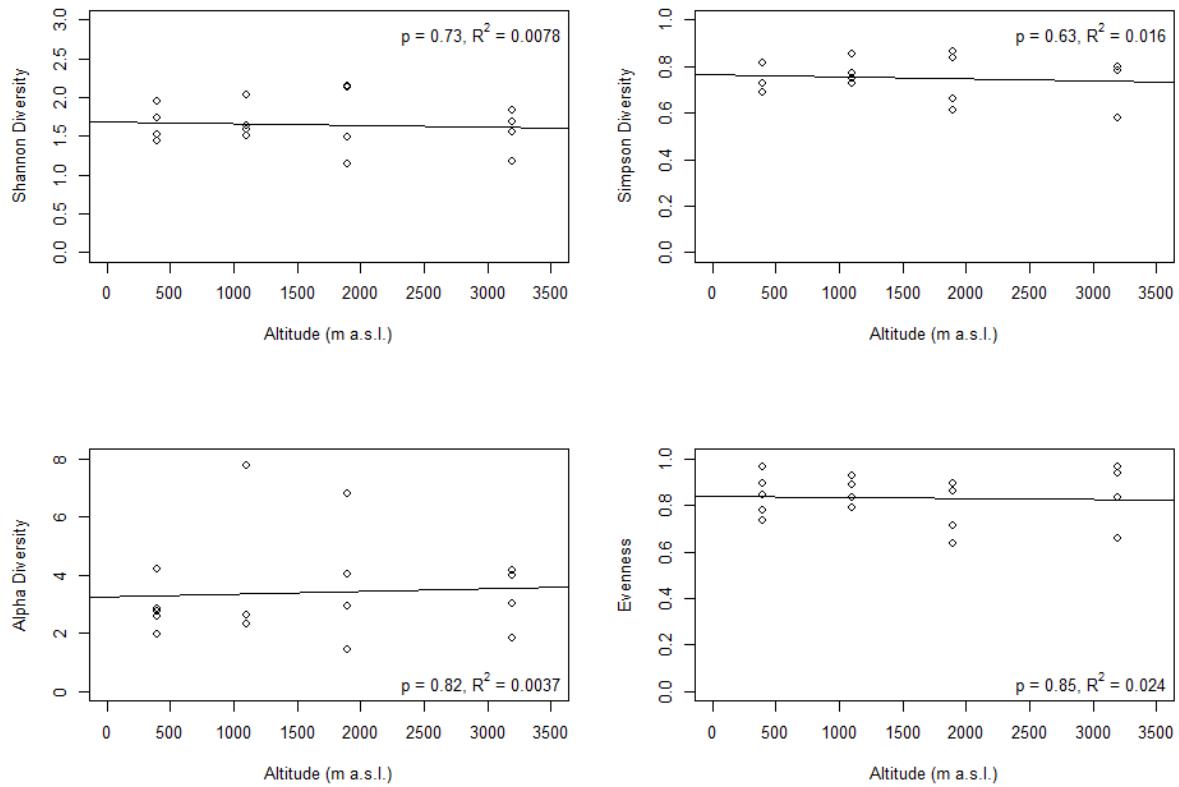 3.0
2.5
2.0
1.5
1.0
0.5
0.0
Shannon Diversity
p = 0.73, R² = 0.0078
0 500 1000 1500 2000 2500 3000 3500
Altitude (m a.s.l.)
1.0
0.8
0.6
0.4
0.2
0.0
Simpson Diversity
p = 0.63, R² = 0.016
0 500 1000 1500 2000 2500 3000 3500
Altitude (m a.s.l.)
8
6
4
2
0
Alpha Diversity
p = 0.82, R² = 0.0037
0 500 1000 1500 2000 2500 3000 3500
Altitude (m a.s.l.)
1.0
0.8
0.6
0.4
0.2
0.0
Evenness
p = 0.85, R² = 0.024
0 500 1000 1500 2000 2500 3000 3500
Altitude (m a.s.l.)